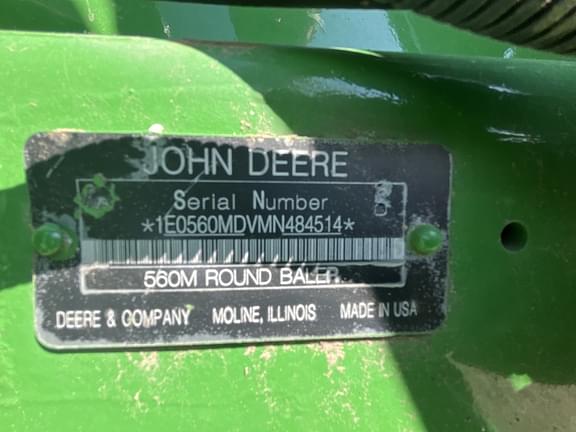 JOHN DEERE
Serial Number
*1E0560MDVMN484514*
560M ROUND BALER
DEERE & COMPANY MOLINE, ILLINOIS MADE IN USA